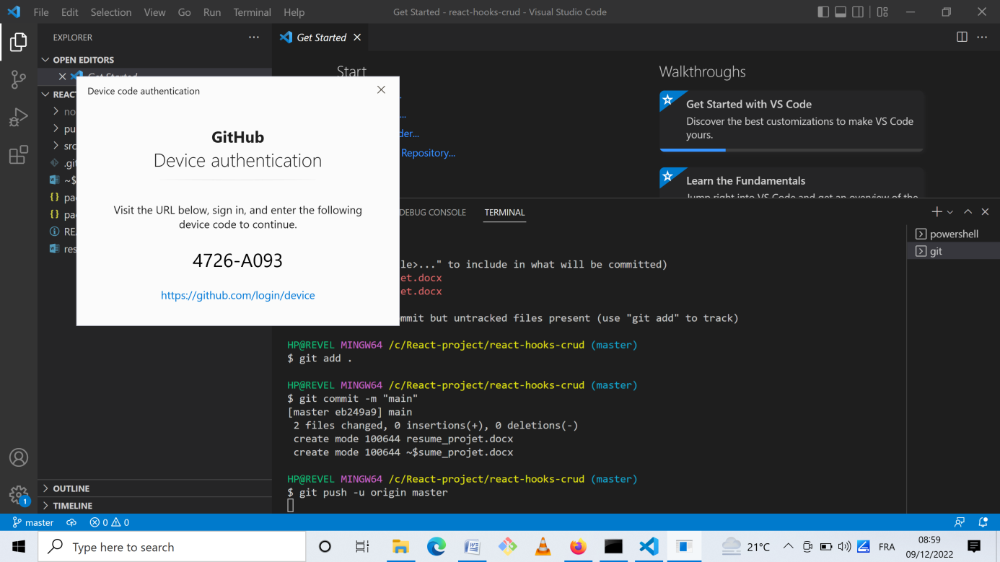 File Edit Selection View Go Run Terminal Help
Get Started - react-hooks-crud - Visual Studio Code
EXPLORER
OPEN EDITORS
Get Started
REACT
no
pu
src
.git
~$
pac
pac
REA
res
OUTLINE
TIMELINE
Get Started
Start
der...
Repository...
Walkthroughs
Get Started with VS Code
Discover the best customizations to make VS Code
yours.
Learn the Fundamentals
Jump right into VS Code and get an overview of the
Device code authentication
GitHub
Device authentication
Visit the URL below, sign in, and enter the following
device code to continue.
4726-A093
https://github.com/login/device
DEBUG CONSOLE TERMINAL
powershell
git
le>..." to include in what will be committed)
et.docx
et.docx
mmit but untracked files present (use "git add" to track)
HP@REVEL MINGW64 /c/React-project/react-hooks-crud (master)
$ git add .
HP@REVEL MINGW64 /c/React-project/react-hooks-crud (master)
$ git commit -m "main"
[master eb249a9] main
2 files changed, 0 insertions(+), 0 deletions(-)
create mode 100644 resume_projet.docx
create mode 100644 ~$sume_projet.docx
HP@REVEL MINGW64 /c/React-project/react-hooks-crud (master)
$ git push -u origin master
1
master 0 0
Type here to search
21°C
FRA
08:59
09/12/2022